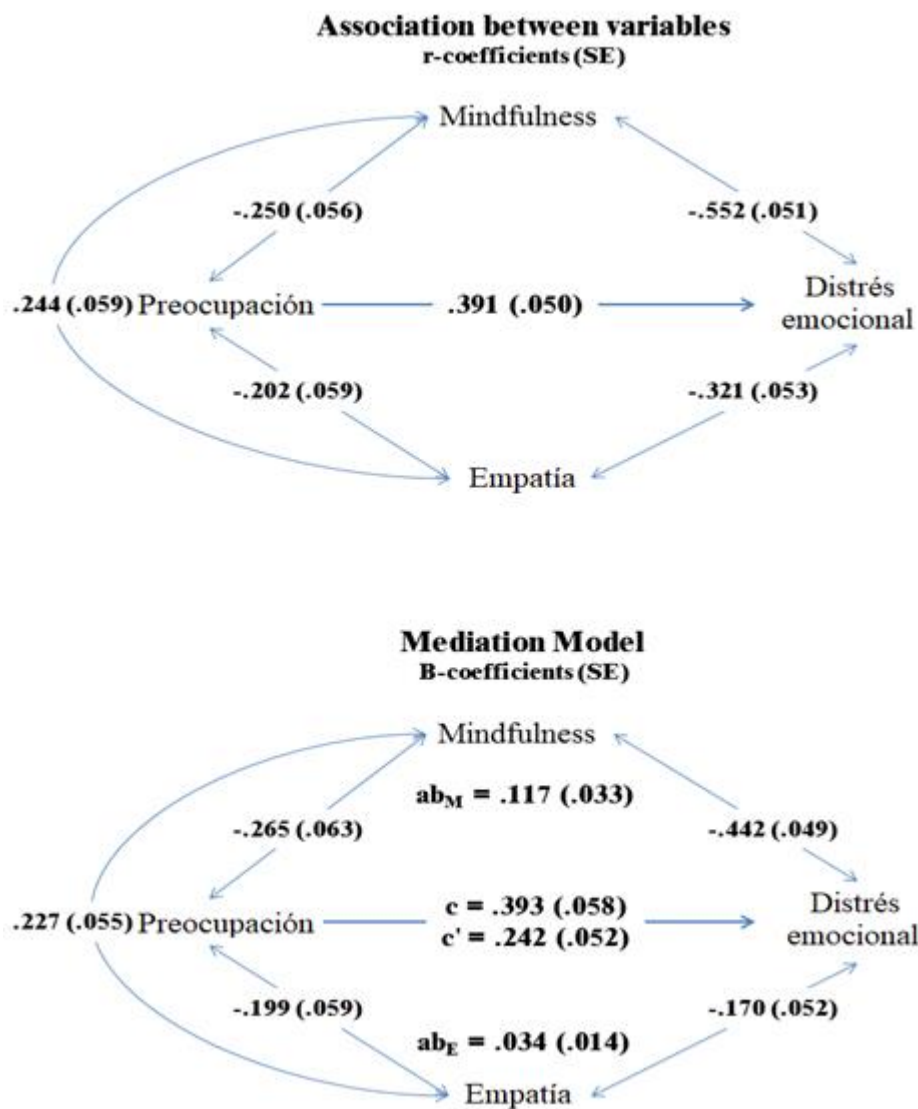 Association between variables
r-coefficients (SE)
Mindfulness
-.250 (.056)
-.552 (.051)
.244 (.059)
Preocupación
.391 (.050)
Distrés
emocional
-.202 (.059)
-.321 (.053)
Empatía
Mediation Model
B-coefficients (SE)
Mindfulness
abM = .117 (.033)
-.265 (.063)
-.442 (.049)
.227 (.055)
Preocupación
c = .393 (.058)
c' = .242 (.052)
Distrés
emocional
-.199 (.059)
-.170 (.052)
abE = .034 (.014)
Empatía